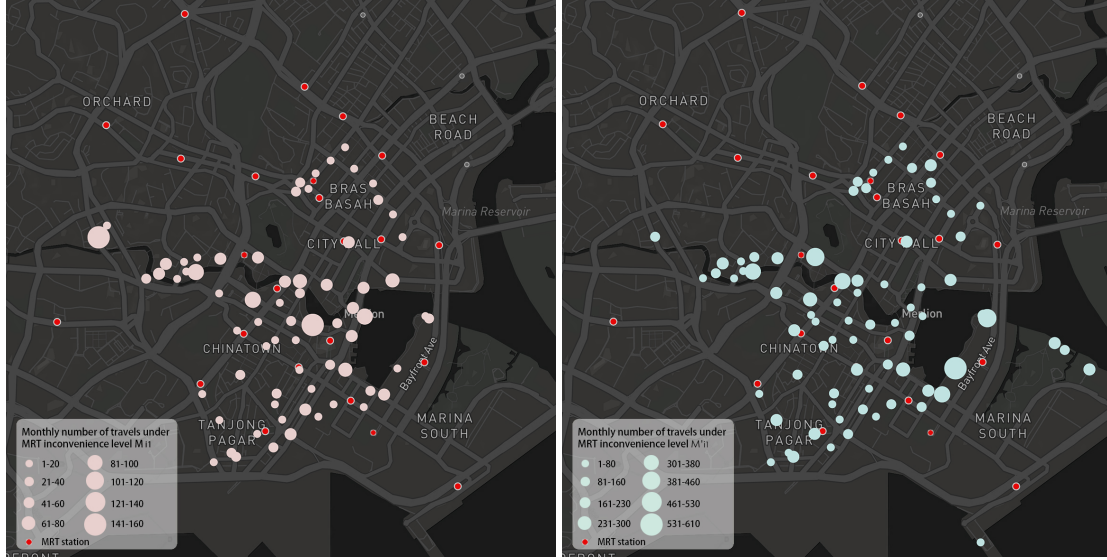 ORCHARD
BEACH
ROAD
BRAS
BASAH
Marina Reservoir
CITY HALL
Merlion
CHINATOWN
Bayfront Ave
TANJONG
PAGAR
MARINA
SOUTH
Monthly number of travels under
MRT inconvenience level M i1
1-20
81-100
21-40
101-120
41-60
121-140
61-80
141-160
MRT station
ORCHARD
BEACH
ROAD
BRAS
BASAH
Marina Reservoir
CITY HALL
Merlion
CHINATOWN
Bayfront Ave
TANJONG
PAGAR
MARINA
SOUTH
Monthly number of travels under
MRT inconvenience level M'i1
1-80
301-380
81-160
381-460
161-230
461-530
231-300
531-610
MRT station